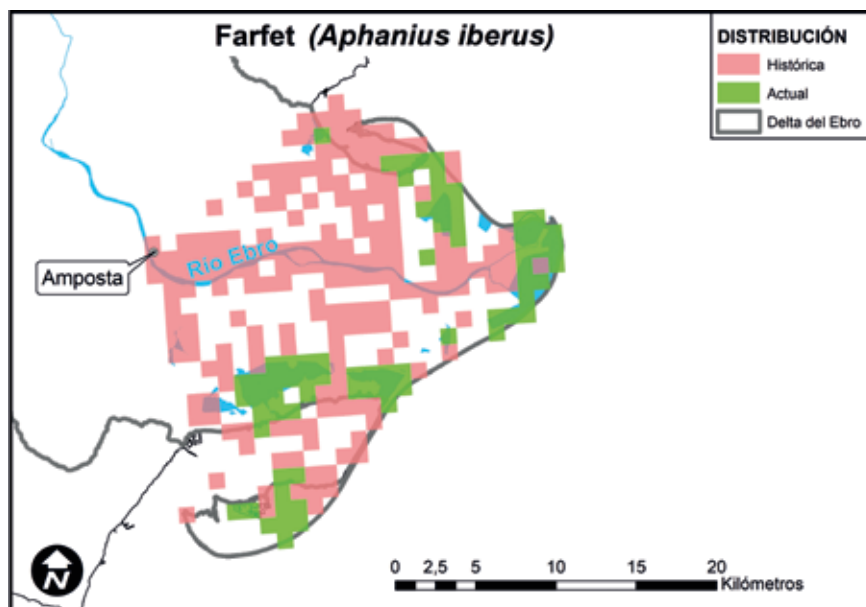 Farfet (Aphanius iberus)
DISTRIBUCIÓN
Histórica
Actual
Delta del Ebro
Río Ebro
Amposta
N
0 2,5 5 10 15 20
Kilómetros